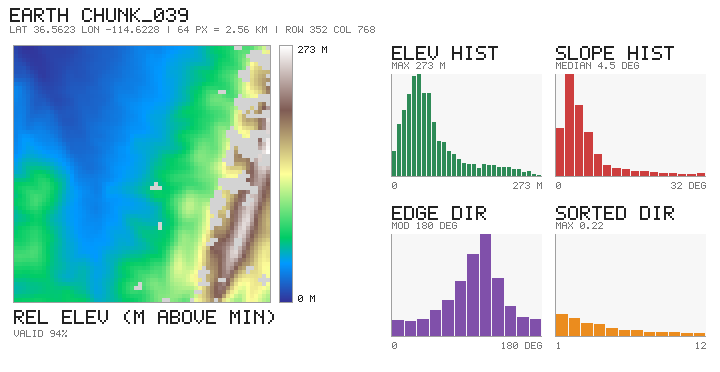 EARTH CHUNK_039
LAT 36.5623 LON -114.6228 | 64 PX = 2.56 KM | ROW 352 COL 768
273 M
0 M
REL ELEV (M ABOVE MIN)
VALID 94%
ELEV HIST
MAX 273 M
0 273 M
SLOPE HIST
MEDIAN 4.5 DEG
0 32 DEG
EDGE DIR
MOD 180 DEG
0 180 DEG
SORTED DIR
MAX 0.22
1 12